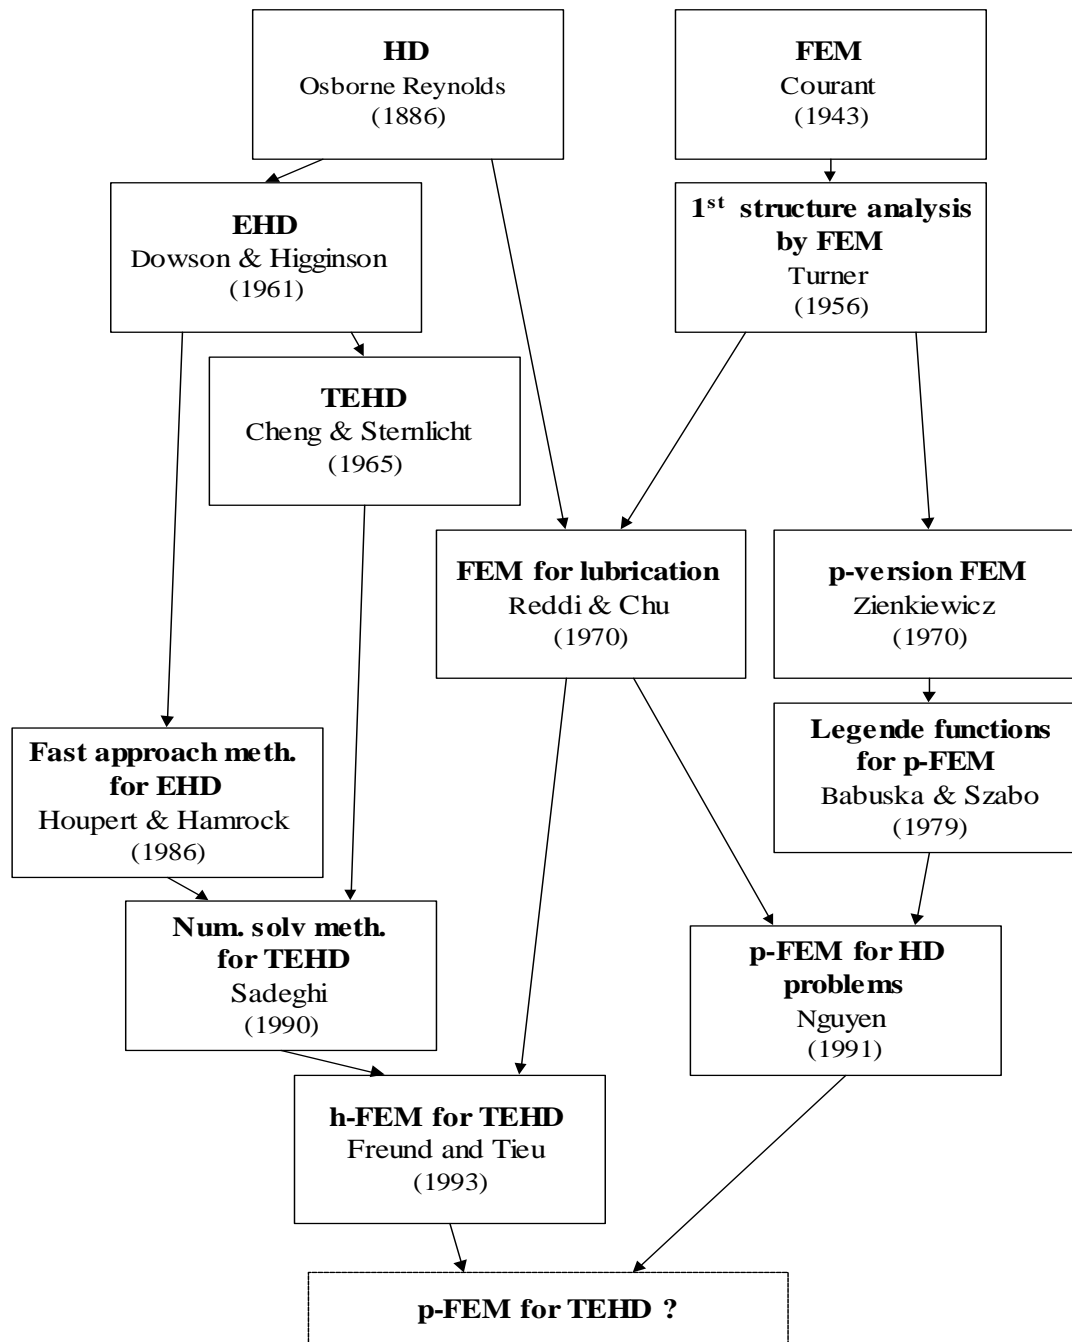 HD
Osborne Reynolds
(1886)
FEM
Courant
(1943)
EHD
Dowson & Higginson
(1961)
1st structure analysis
by FEM
Turner
(1956)
TEHD
Cheng & Sternlicht
(1965)
FEM for lubrication
Reddi & Chu
(1970)
p-version FEM
Zienkiewicz
(1970)
Fast approach meth.
for EHD
Houpert & Hamrock
(1986)
Legende functions
for p-FEM
Babuska & Szabo
(1979)
Num. solv meth.
for TEHD
Sadeghi
(1990)
p-FEM for HD
problems
Nguyen
(1991)
h-FEM for TEHD
Freund and Tieu
(1993)
p-FEM for TEHD ?